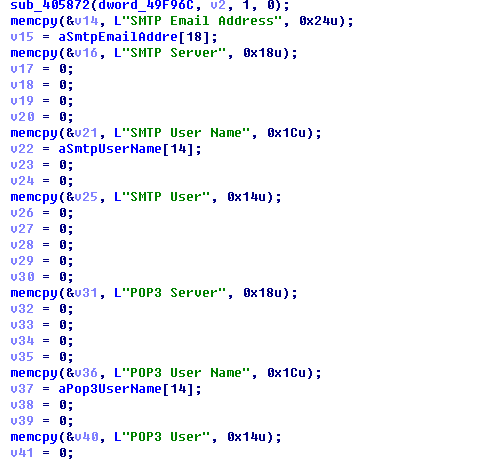 sub_405872(dword_49F96C, v2, 1, 0);
memcpy(&v14, L"SMTP Email Address", 0x24u);
v15 = aSmtpEmailAddre[18];
memcpy(&v16, L"SMTP Server", 0x18u);
v17 = 0;
v18 = 0;
v19 = 0;
v20 = 0;
memcpy(&v21, L"SMTP User Name", 0x1Cu);
v22 = aSmtpUserName[14];
v23 = 0;
v24 = 0;
memcpy(&v25, L"SMTP User", 0x14u);
v26 = 0;
v27 = 0;
v28 = 0;
v29 = 0;
v30 = 0;
memcpy(&v31, L"POP3 Server", 0x18u);
v32 = 0;
v33 = 0;
v34 = 0;
v35 = 0;
memcpy(&v36, L"POP3 User Name", 0x1Cu);
v37 = aPop3UserName[14];
v38 = 0;
v39 = 0;
memcpy(&v40, L"POP3 User", 0x14u);
v41 = 0;